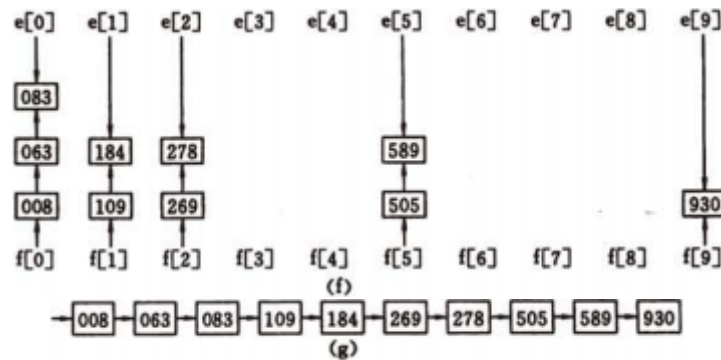 e[0] e[1] e[2] e[3] e[4] e[5] e[6] e[7] e[8] e[9]
083
063 184 278 589
008 109 269 505 930
f[0] f[1] f[2] f[3] f[4] f[5] f[6] f[7] f[8] f[9]
(f)
008 063 083 109 184 269 278 505 589 930
(g)